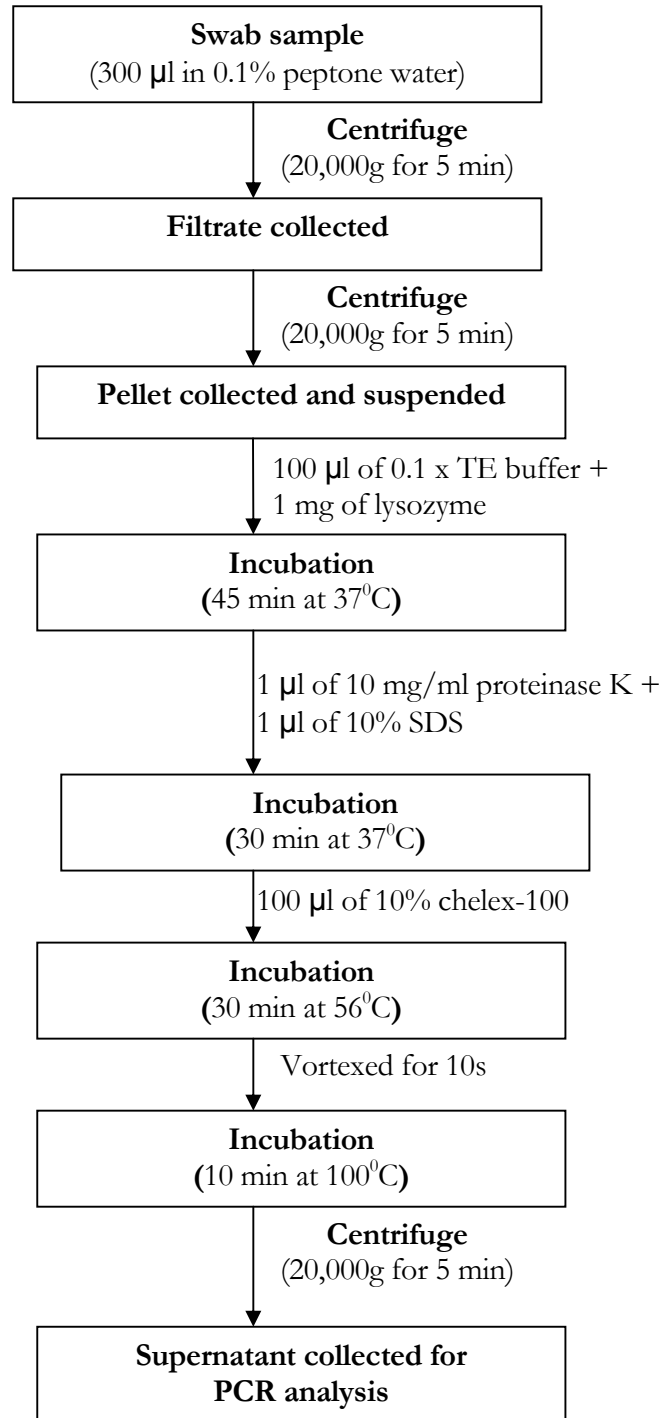 Swab sample
(300 µl in 0.1% peptone water)
Centrifuge
(20,000g for 5 min)
Filtrate collected
Centrifuge
(20,000g for 5 min)
Pellet collected and suspended
100 µl of 0.1 x TE buffer +
1 mg of lysozyme
Incubation
(45 min at 37⁰C)
1 µl of 10 mg/ml proteinase K +
1 µl of 10% SDS
Incubation
(30 min at 37⁰C)
100 µl of 10% chelex-100
Incubation
(30 min at 56⁰C)
Vortexed for 10s
Incubation
(10 min at 100⁰C)
Centrifuge
(20,000g for 5 min)
Supernatant collected for
PCR analysis